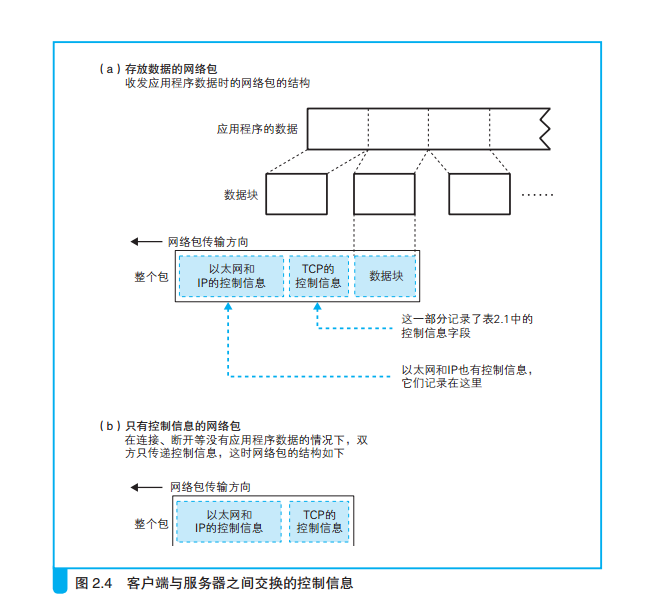 (a)存放数据的网络包
收发应用程序数据时的网络包的结构
应用程序的数据
数据块
……
网络包传输方向
整个包
以太网和
IP的控制信息
TCP的
控制信息
数据块
这一部分记录了表2.1中的
控制信息字段
以太网和IP也有控制信息，
它们记录在这里
(b)只有控制信息的网络包
在连接、断开等没有应用程序数据的情况下，双
方只传递控制信息，这时网络包的结构如下
网络包传输方向
整个包
以太网和
IP的控制信息
TCP的
控制信息
图 2.4 客户端与服务器之间交换的控制信息